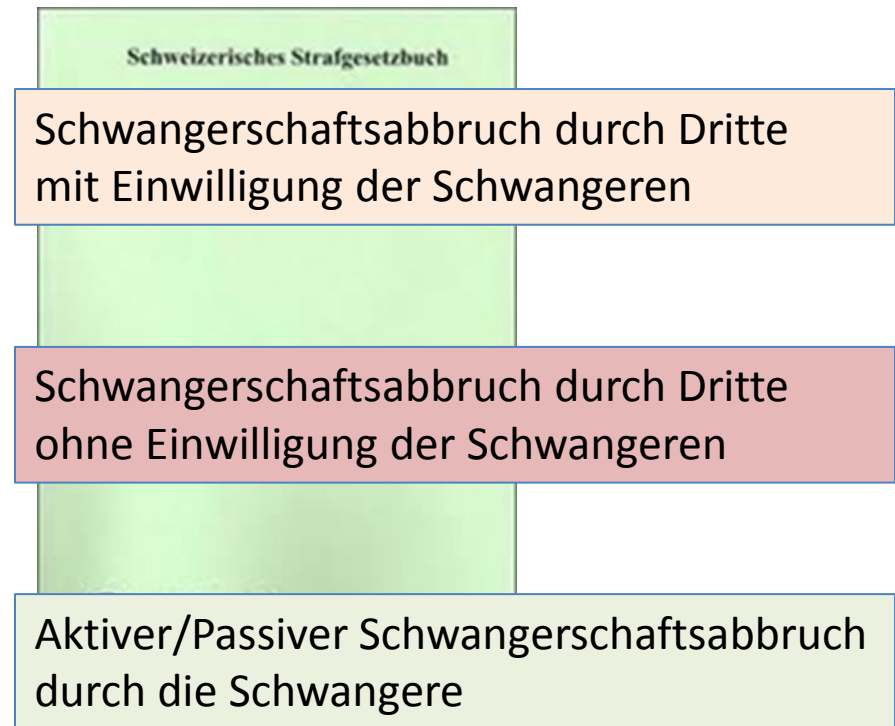 Schweizerisches Strafgesetzbuch
Schwangerschaftsabbruch durch Dritte
mit Einwilligung der Schwangeren
Schwangerschaftsabbruch durch Dritte
ohne Einwilligung der Schwangeren
Aktiver/Passiver Schwangerschaftsabbruch
durch die Schwangere